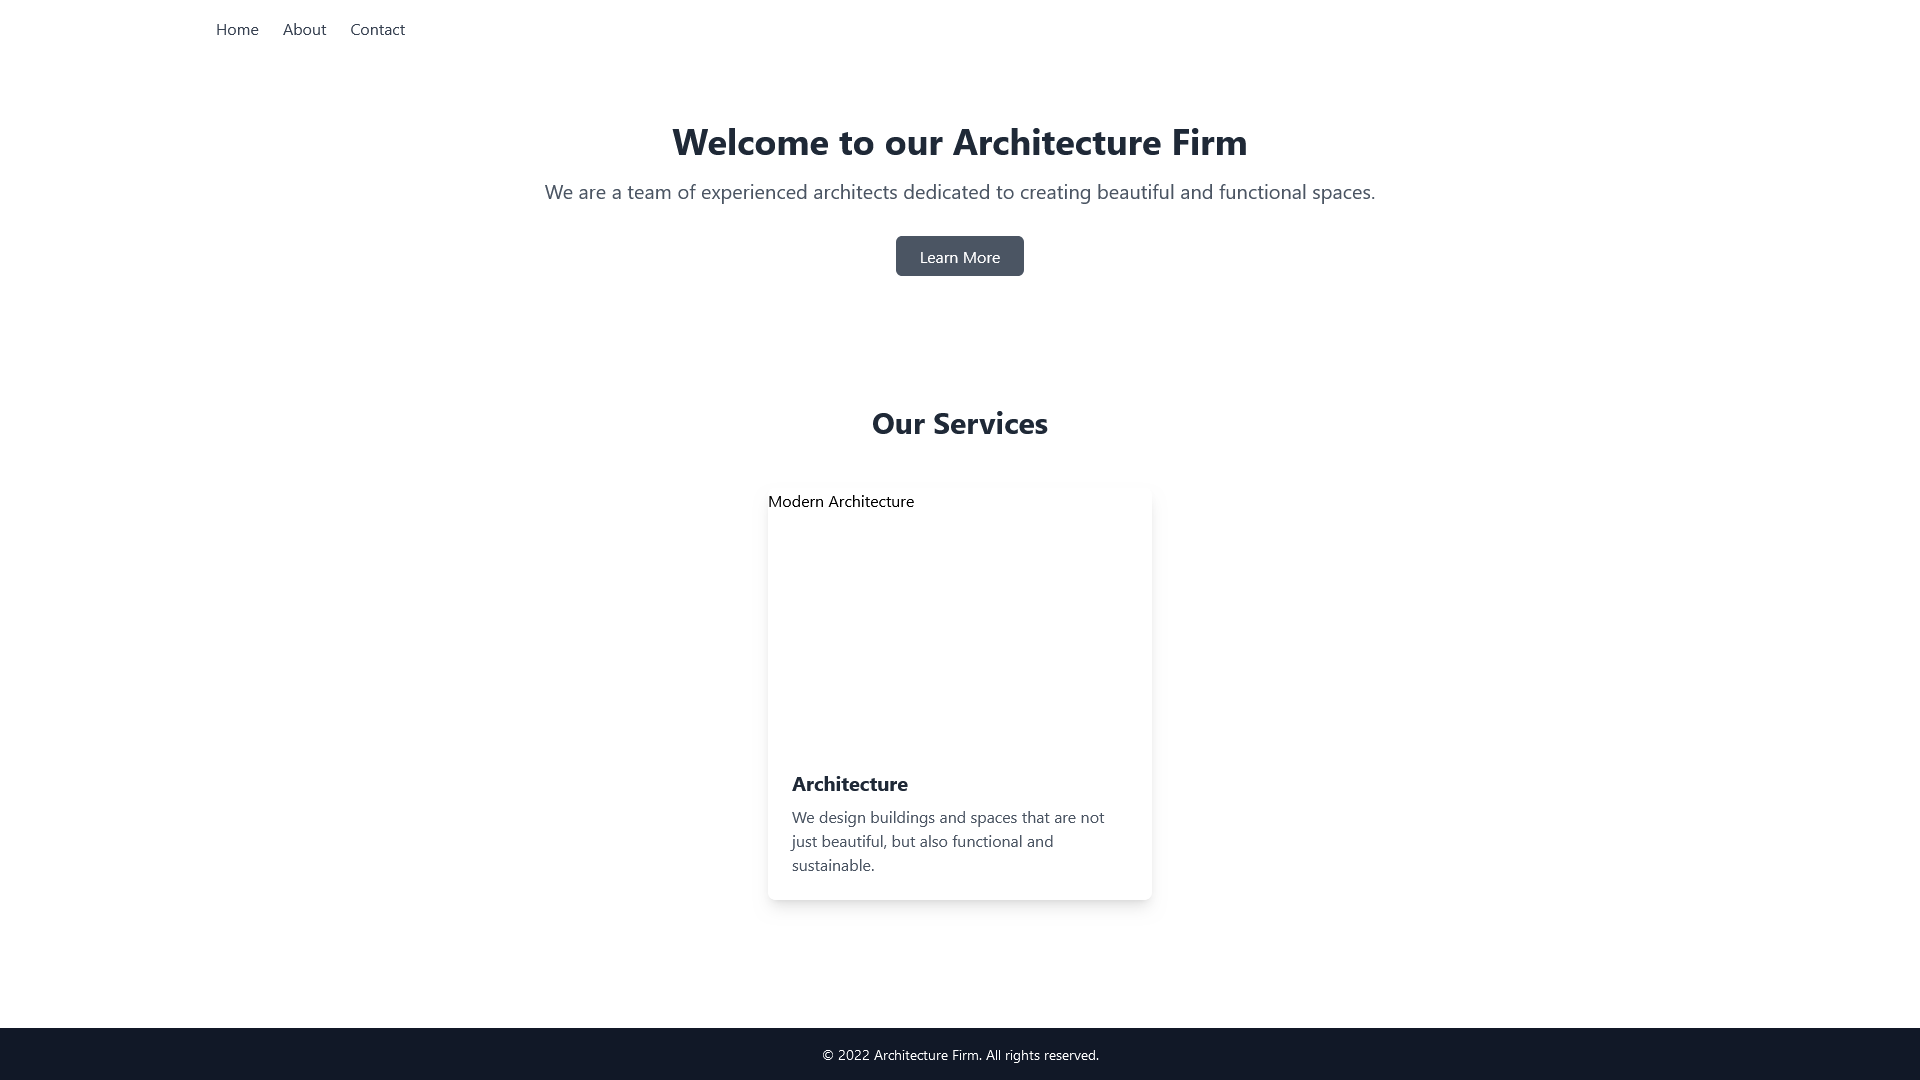 Home About Contact
Welcome to our Architecture Firm
We are a team of experienced architects dedicated to creating beautiful and functional spaces.
Learn More
Our Services
Modern Architecture
Architecture
We design buildings and spaces that are not
just beautiful, but also functional and
sustainable.
© 2022 Architecture Firm. All rights reserved.